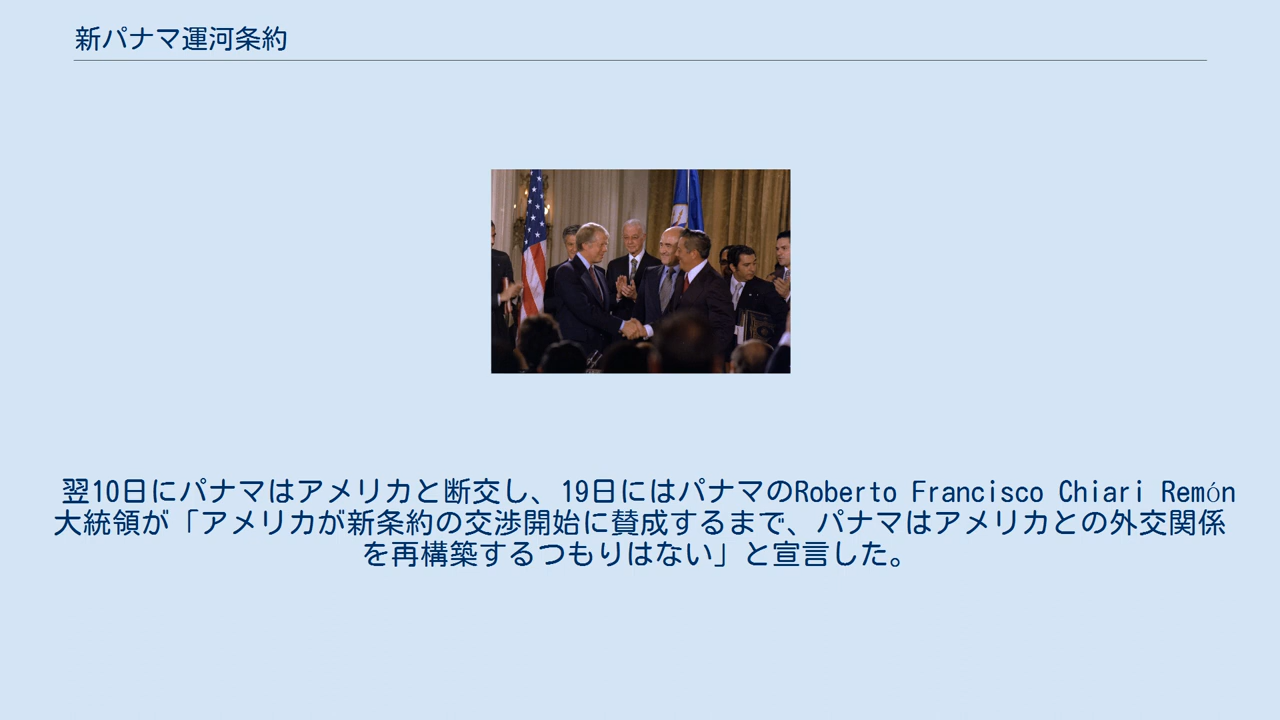 新パナマ運河条約
翌10日にパナマはアメリカと断交し、19日にはパナマのRoberto Francisco Chiari Remón
大統領が「アメリカが新条約の交渉開始に賛成するまで、パナマはアメリカとの外交関係
を再構築するつもりはない」と宣言した。